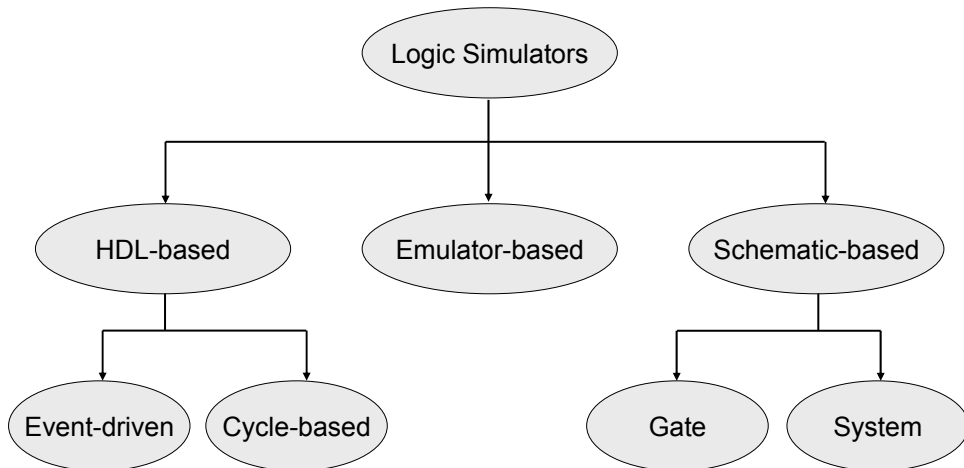 Logic Simulators
HDL-based
Emulator-based
Schematic-based
Event-driven
Cycle-based
Gate
System